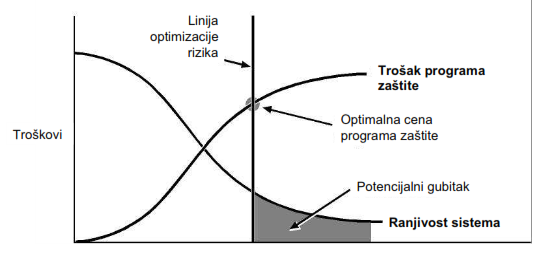 Linija
optimizacije
rizika
Trošak programa
zaštite
Optimalna cena
programa zaštite
Troškovi
Potencijalni gubitak
Ranjivost sistema